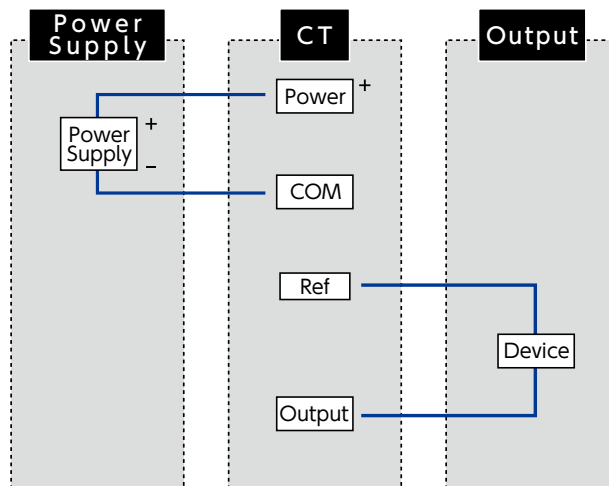 Power
Supply
CT
Output
Power
+
Power
Supply
+
–
COM
Ref
Device
Output